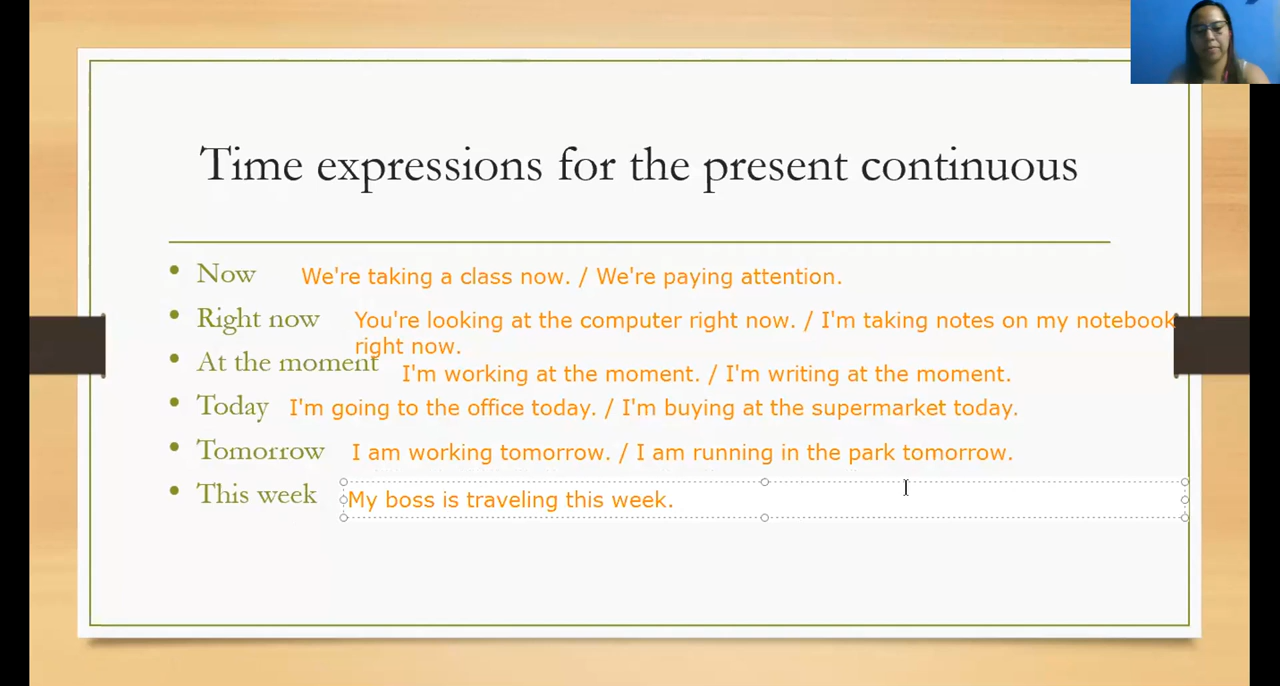 Time expressions for the present continuous
• Now We're taking a class now. / We're paying attention.
• Right now You're looking at the computer right now. / I'm taking notes on my notebook
right now.
• At the moment I'm working at the moment. / I'm writing at the moment.
• Today I'm going to the office today. / I'm buying at the supermarket today.
• Tomorrow I am working tomorrow. / I am running in the park tomorrow.
• This week My boss is traveling this week.